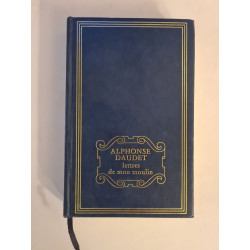 ALPHONSE
DAUDET
lettres
de mon moulin